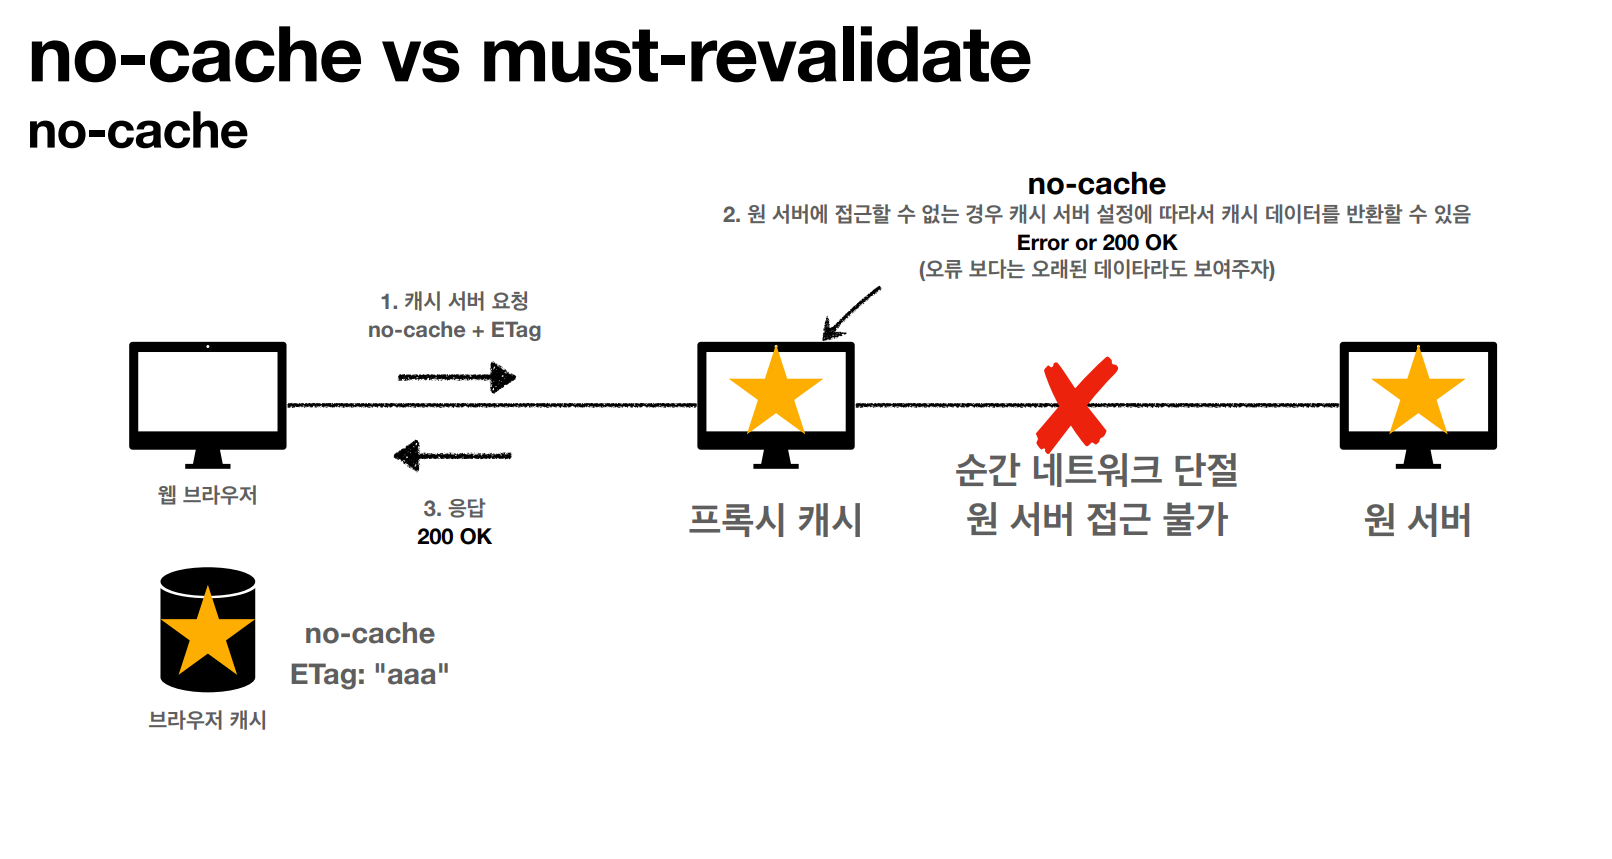 no-cache vs must-revalidate
no-cache
no-cache
2. 원 서버에 접근할 수 없는 경우 캐시 서버 설정에 따라서 캐시 데이터를 반환할 수 있음
Error or 200 OK
(오류 보다는 오래된 데이타라도 보여주자)
1. 캐시 서버 요청
no-cache + ETag
웹 브라우저
3. 응답
200 OK
프록시 캐시
순간 네트워크 단절
원 서버 접근 불가
원 서버
no-cache
ETag: "aaa"
브라우저 캐시